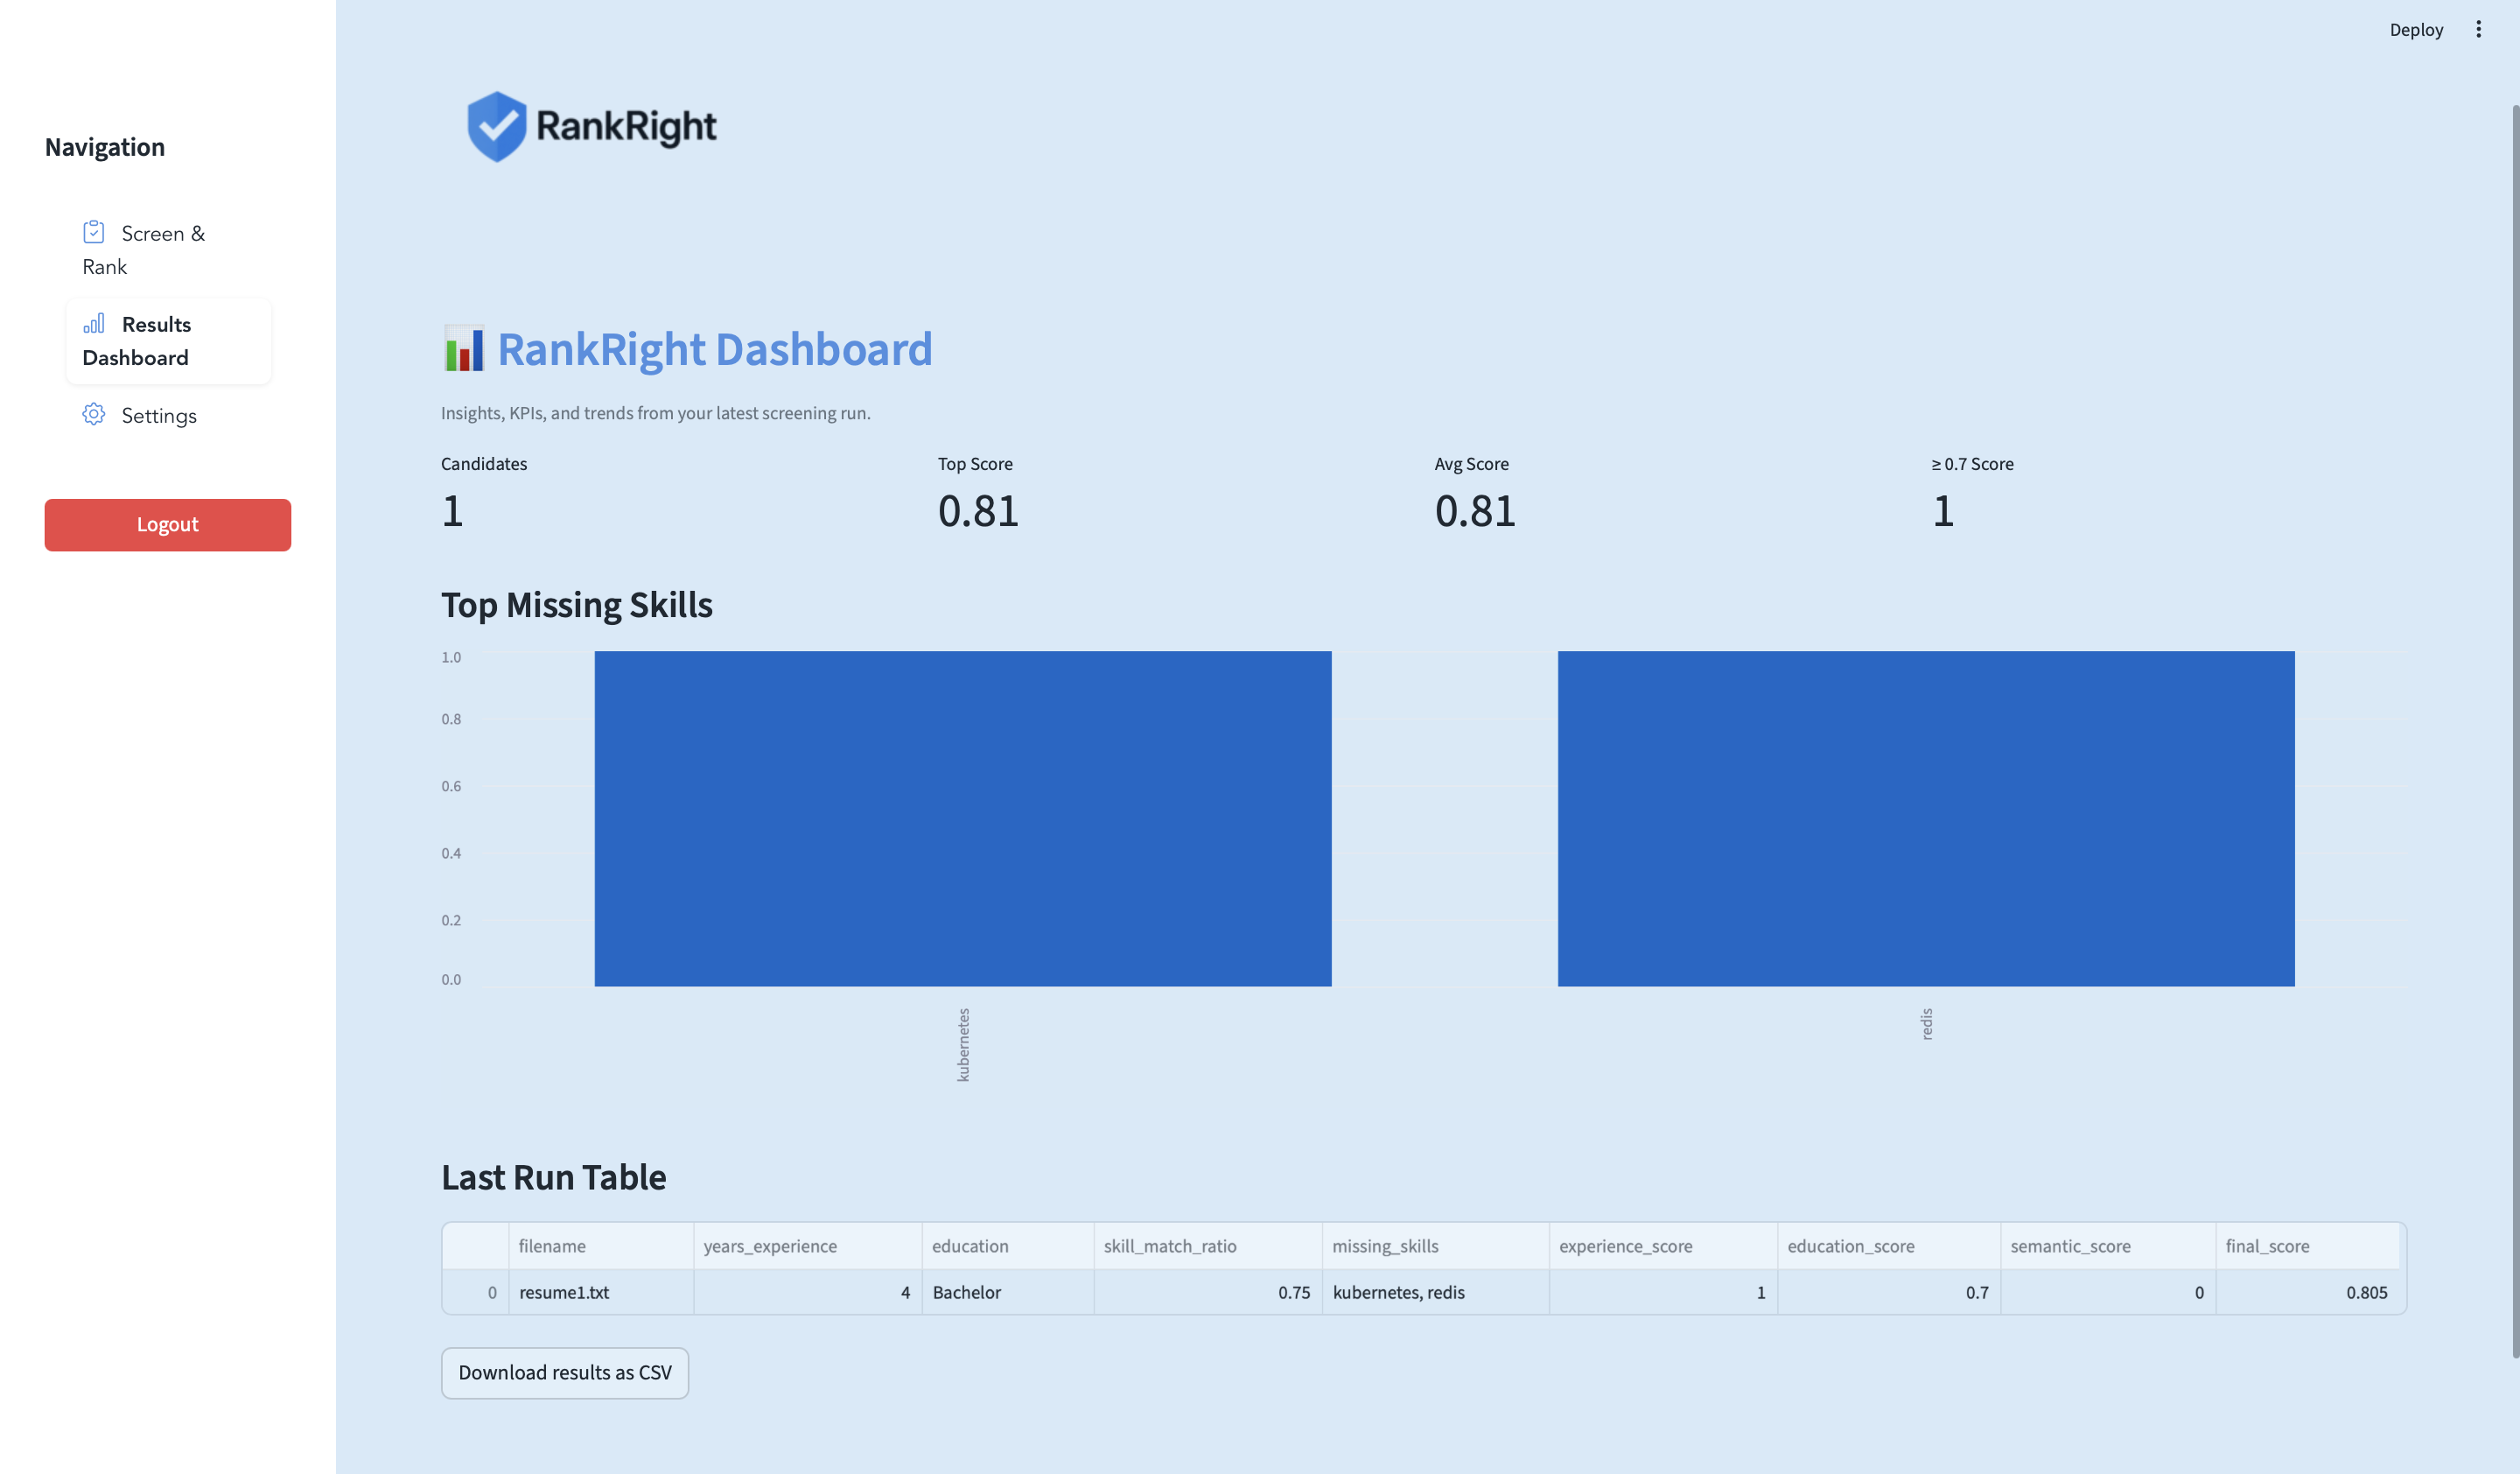 Deploy
RankRight
Navigation
Screen &
Rank
Results
Dashboard
Settings
Logout
RankRight Dashboard
Insights, KPIs, and trends from your latest screening run.
Candidates
1
Top Score
0.81
Avg Score
0.81
≥ 0.7 Score
1
Top Missing Skills
1.0
0.8
0.6
0.4
0.2
0.0
kubernetes
redis
Last Run Table
filename years_experience education skill_match_ratio missing_skills experience_score education_score semantic_score final_score
0 resume1.txt 4 Bachelor 0.75 kubernetes, redis 1 0.7 0 0.805
Download results as CSV